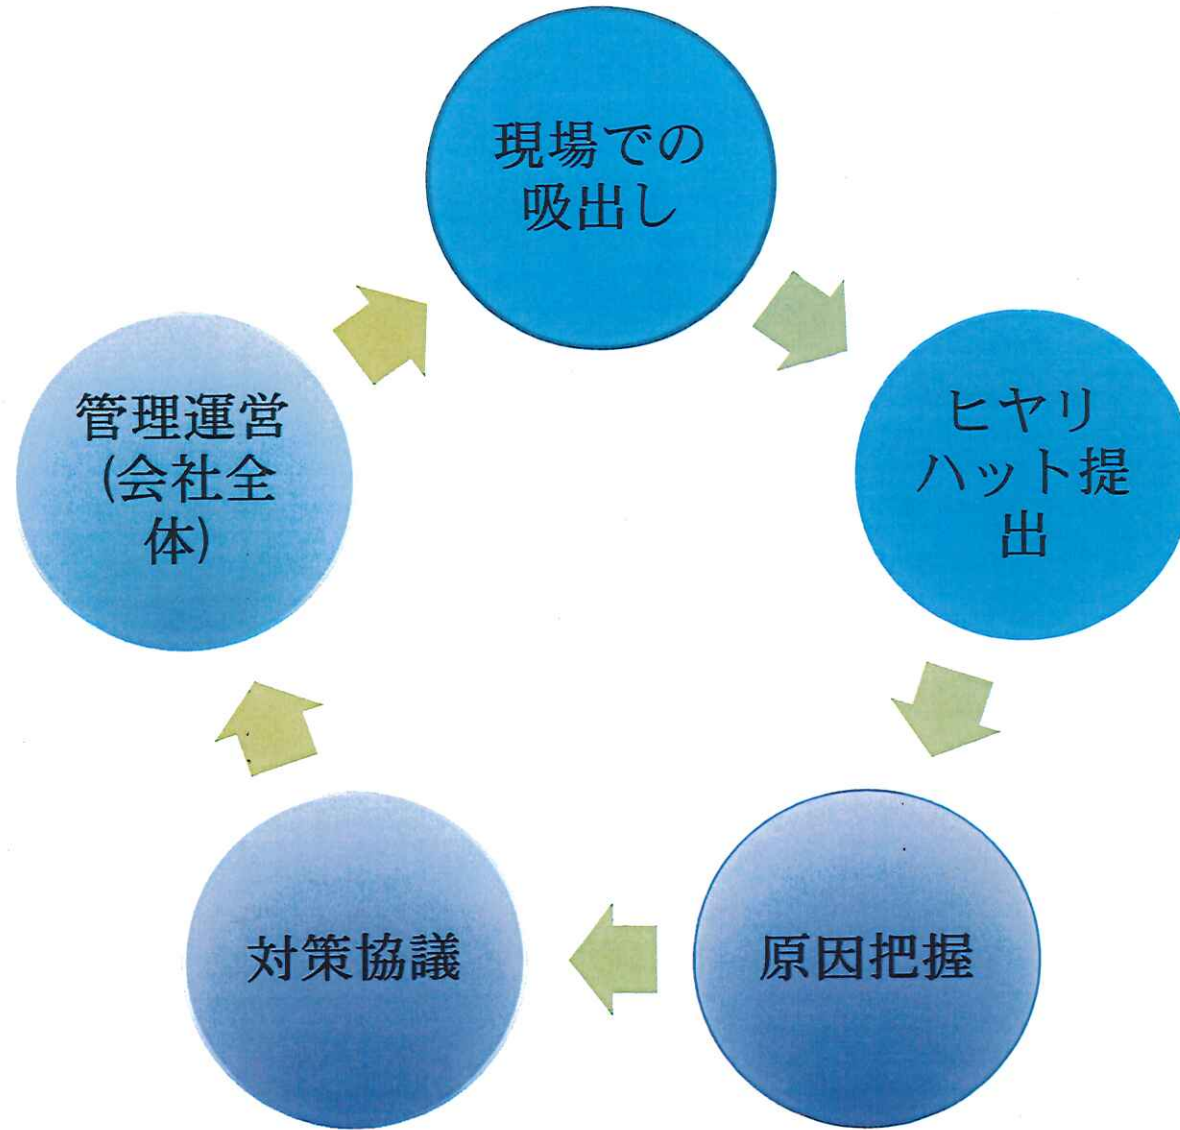 現場での
吸出し
ヒヤリ
ハット提
出
原因把握
対策協議
管理運営
(会社全
体)